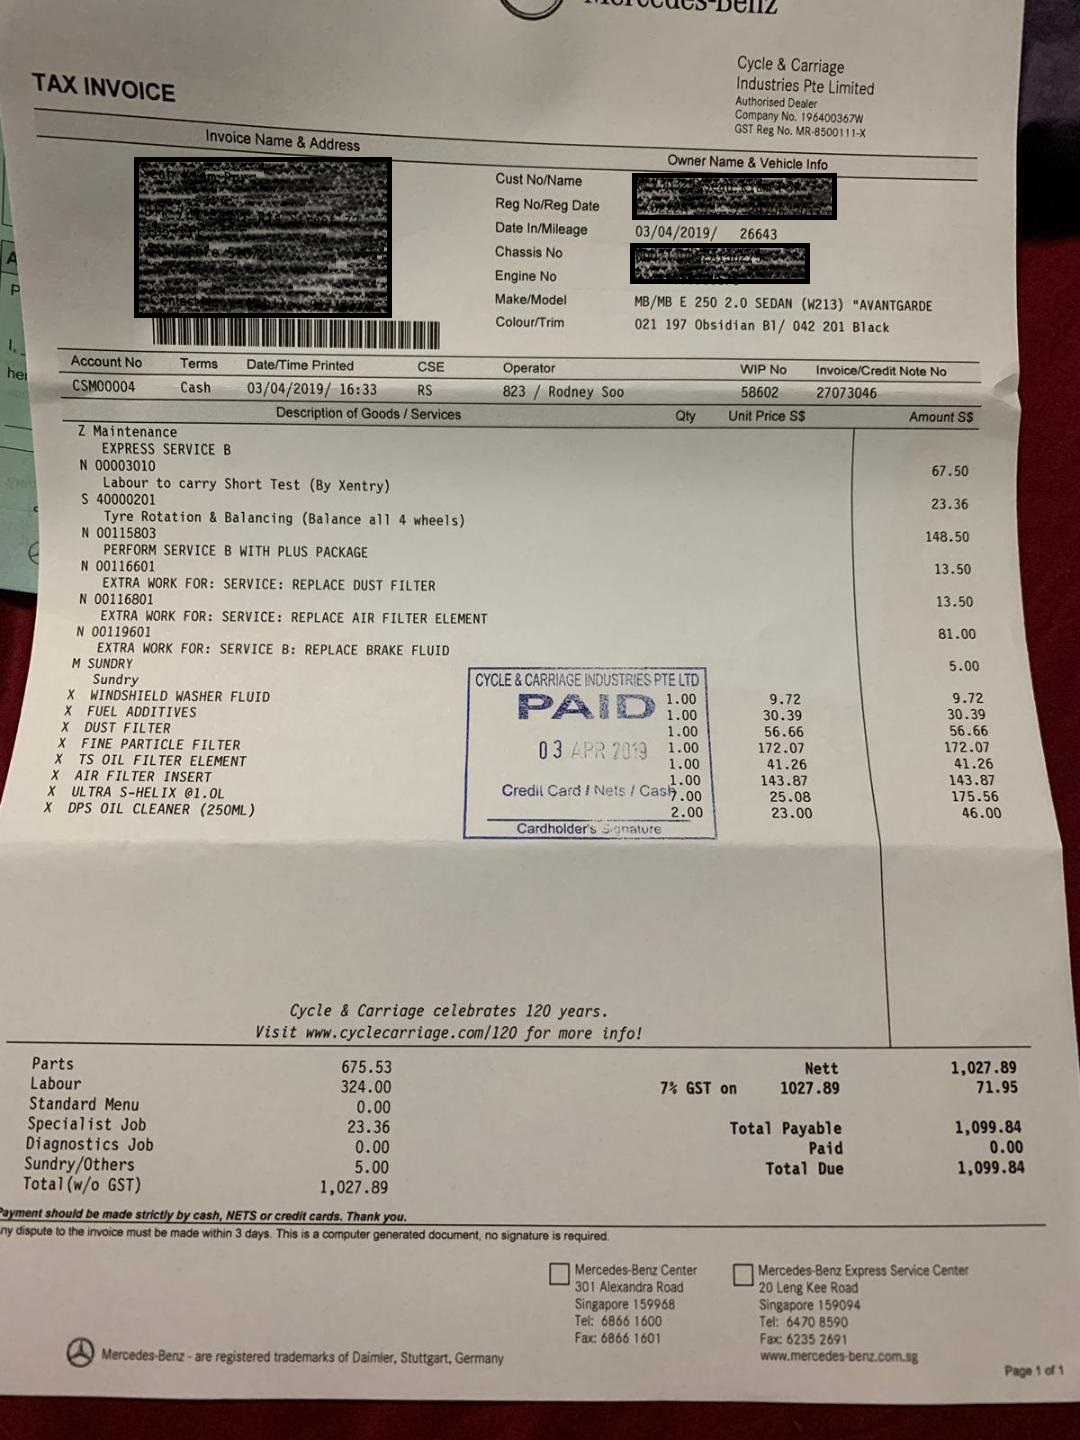 Mercedes-Benz
TAX INVOICE
Cycle & Carriage
Industries Pte Limited
Authorised Dealer
Company No. 196400367W
GST Reg No. MR-8500111-X
Invoice Name & Address
Owner Name & Vehicle Info
Cust No/Name
Reg No/Reg Date
Date In/Mileage 03/04/2019/ 26643
Chassis No
Engine No
Make/Model MB/MB E 250 2.0 SEDAN (W213) "AVANTGARDE
Colour/Trim 021 197 Obsidian Bl/ 042 201 Black
Account No Terms Date/Time Printed CSE Operator WIP No Invoice/Credit Note No
CSM00004 Cash 03/04/2019/ 16:33 RS 823 / Rodney Soo 58602 27073046
Description of Goods / Services Qty Unit Price S$ Amount S$
Z Maintenance
EXPRESS SERVICE B
N 00003010 67.50
Labour to carry Short Test (By Xentry)
S 40000201 23.36
Tyre Rotation & Balancing (Balance all 4 wheels)
N 00115803 148.50
PERFORM SERVICE B WITH PLUS PACKAGE
N 00116601 13.50
EXTRA WORK FOR: SERVICE: REPLACE DUST FILTER
N 00116801 13.50
EXTRA WORK FOR: SERVICE: REPLACE AIR FILTER ELEMENT
N 00119601 81.00
EXTRA WORK FOR: SERVICE B: REPLACE BRAKE FLUID
M SUNDRY 5.00
Sundry
X WINDSHIELD WASHER FLUID 1.00 9.72 9.72
X FUEL ADDITIVES 1.00 30.39 30.39
X DUST FILTER 1.00 56.66 56.66
X FINE PARTICLE FILTER 1.00 172.07 172.07
X TS OIL FILTER ELEMENT 1.00 41.26 41.26
X AIR FILTER INSERT 1.00 143.87 143.87
X ULTRA S-HELIX @1.0L 7.00 25.08 175.56
X DPS OIL CLEANER (250ML) 2.00 23.00 46.00
CYCLE & CARRIAGE INDUSTRIES PTE LTD
PAID
03 APR 2019
Credit Card / Nets / Cash
Cardholder's Signature
Cycle & Carriage celebrates 120 years.
Visit www.cyclecarriage.com/120 for more info!
Parts 675.53
Labour 324.00
Standard Menu 0.00
Specialist Job 23.36
Diagnostics Job 0.00
Sundry/Others 5.00
Total(w/o GST) 1,027.89
Nett 1,027.89
7% GST on 1027.89 71.95
Total Payable 1,099.84
Paid 0.00
Total Due 1,099.84
Payment should be made strictly by cash, NETS or credit cards. Thank you.
ny dispute to the invoice must be made within 3 days. This is a computer generated document, no signature is required.
Mercedes-Benz Center
301 Alexandra Road
Singapore 159968
Tel: 6866 1600
Fax: 6866 1601
Mercedes-Benz Express Service Center
20 Leng Kee Road
Singapore 159094
Tel: 6470 8590
Fax: 6235 2691
www.mercedes-benz.com.sg
Mercedes-Benz - are registered trademarks of Daimler, Stuttgart, Germany
Page 1 of 1